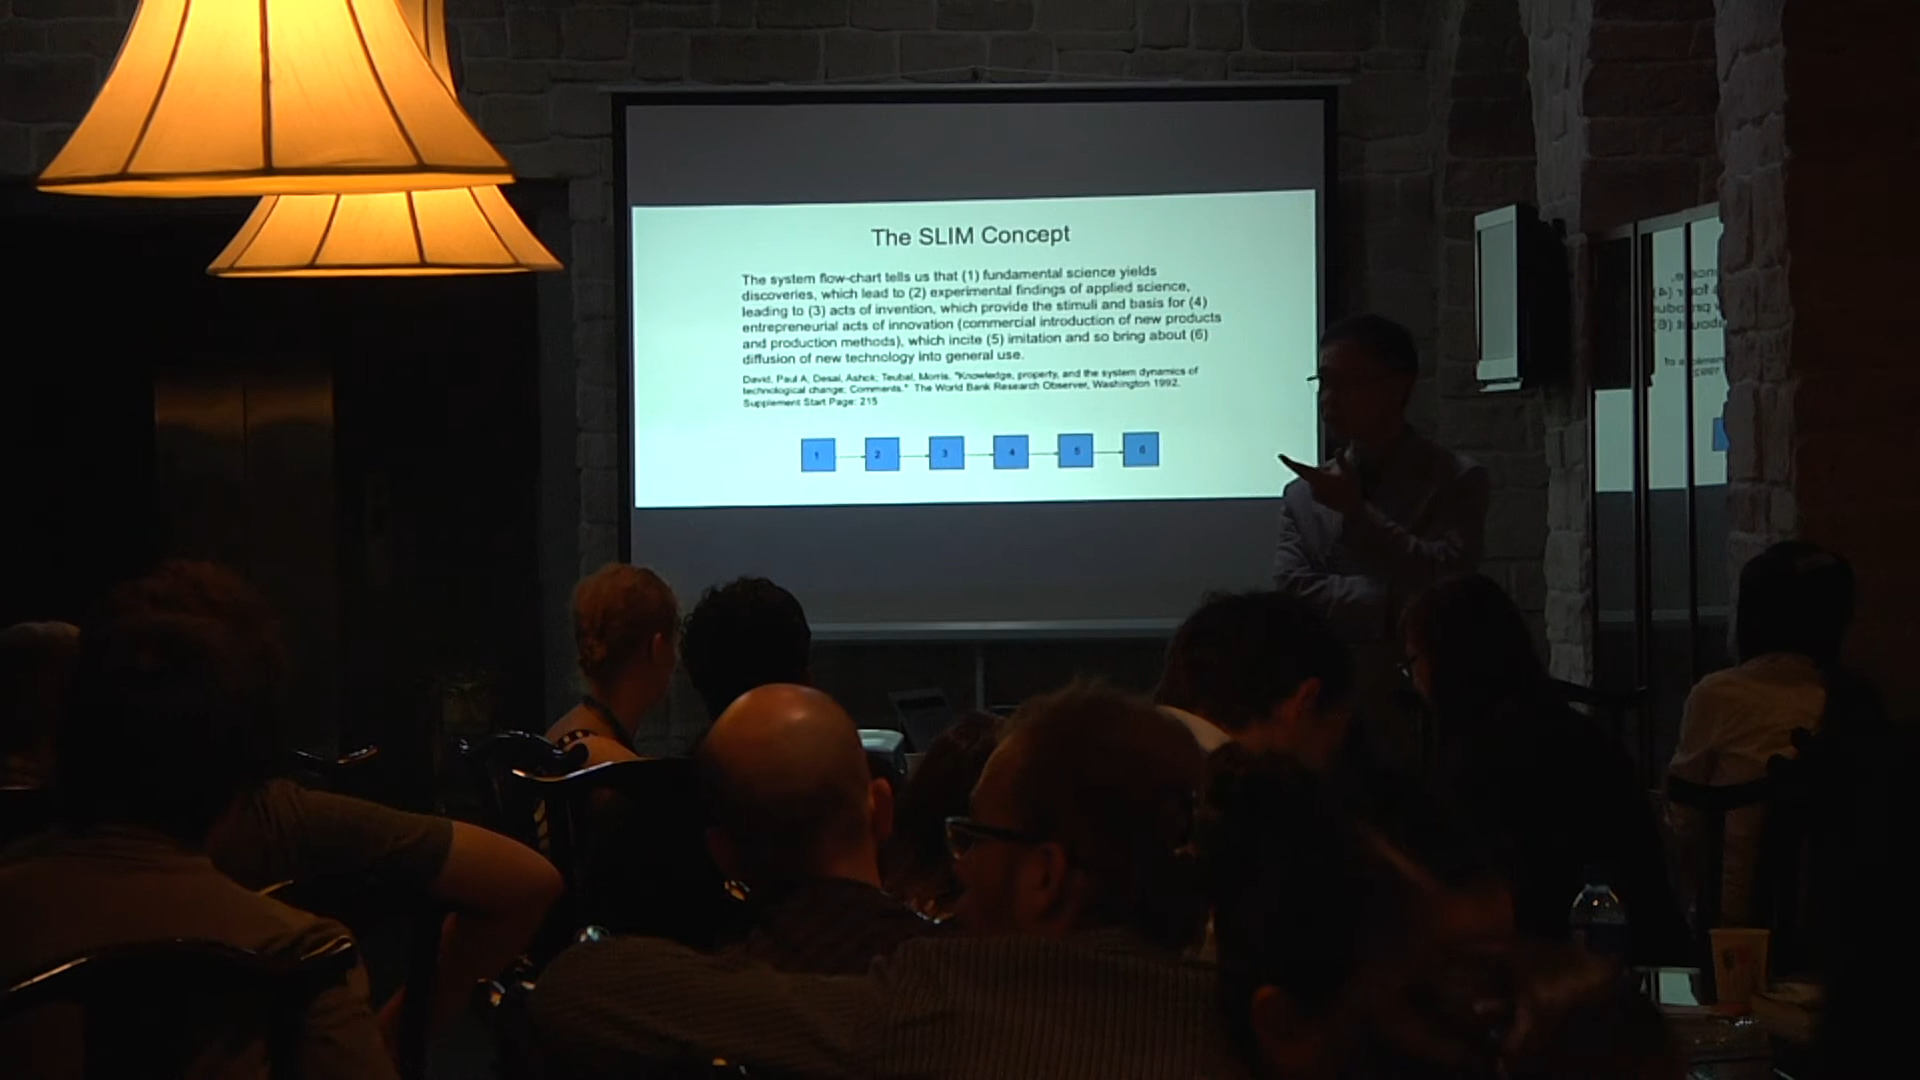 The SLIM Concept
The system flow-chart tells us that (1) fundamental science yields
discoveries, which lead to (2) experimental findings of applied science,
leading to (3) acts of invention, which provide the stimuli and basis for (4)
entrepreneurial acts of innovation (commercial introduction of new products
and production methods), which incite (5) imitation and so bring about (6)
diffusion of new technology into general use.
David, Paul A; Desai, Ashok; Teubal, Morris. "Knowledge, property, and the system dynamics of
technological change; Comments." The World Bank Research Observer, Washington 1992.
Supplement Start Page: 215
1 2 3 4 5 6